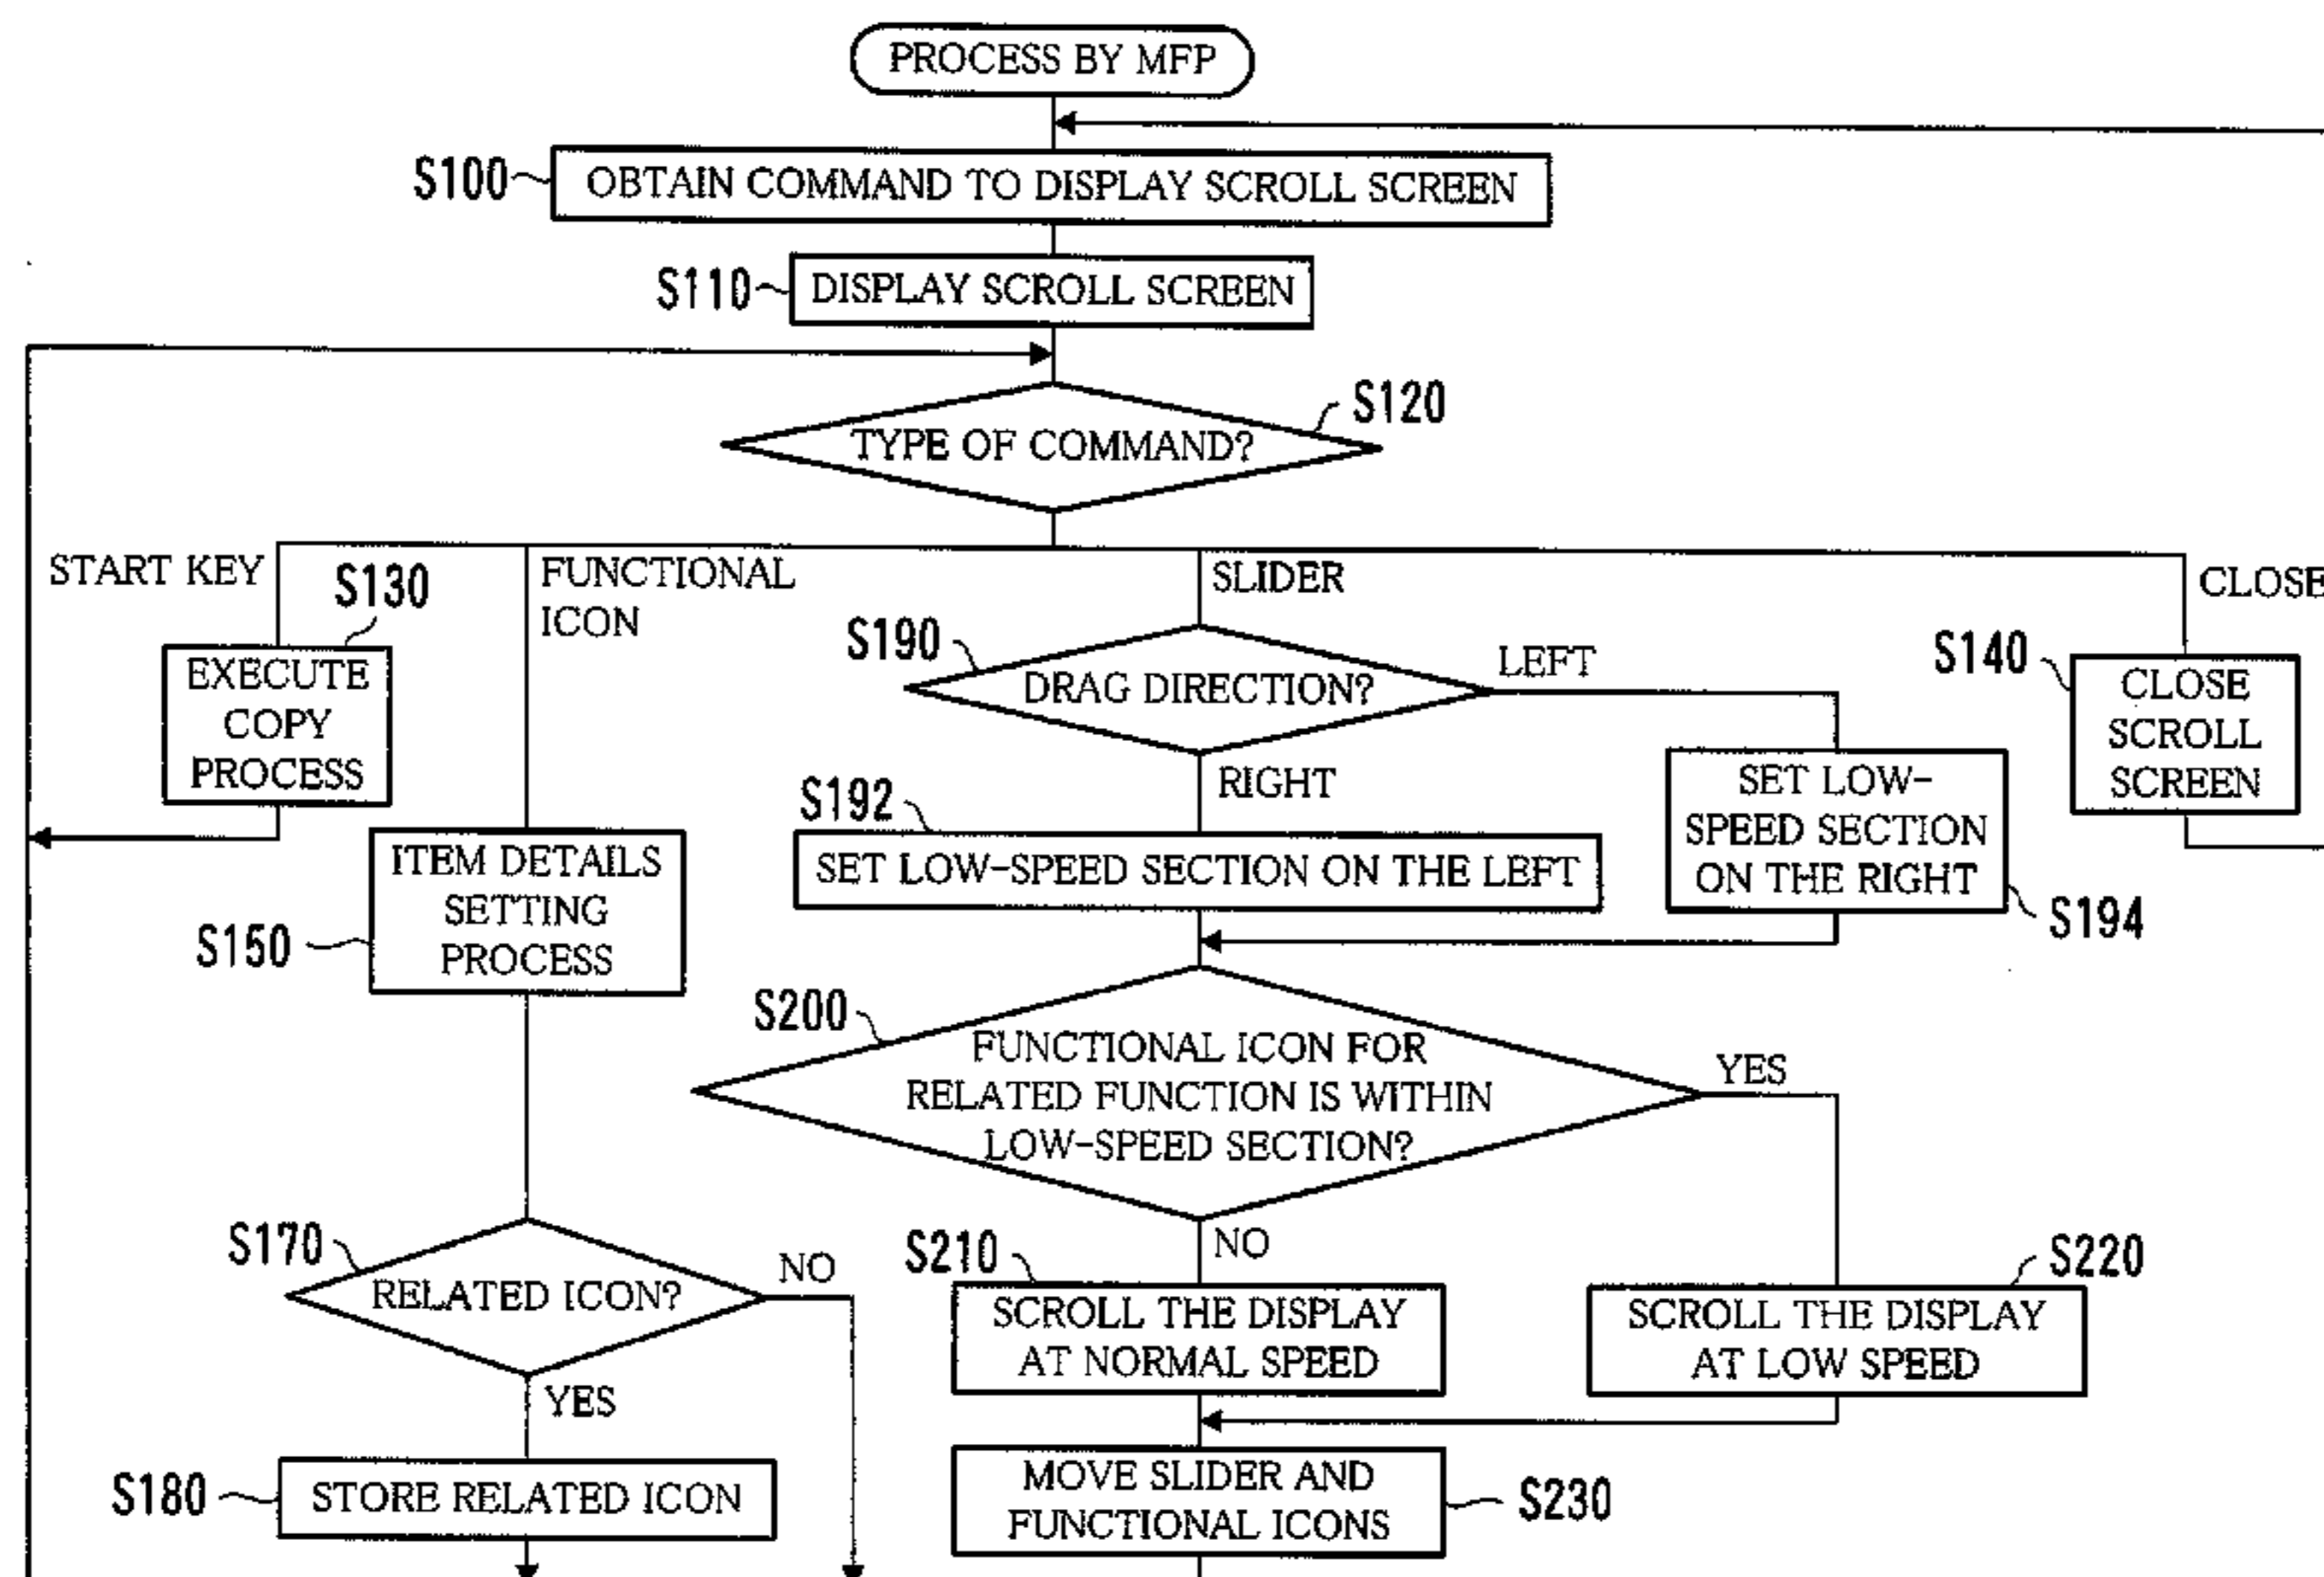 PROCESS BY MFP
S100
OBTAIN COMMAND TO DISPLAY SCROLL SCREEN
S110
DISPLAY SCROLL SCREEN
S120
TYPE OF COMMAND?
START KEY
S130
EXECUTE
COPY
PROCESS
FUNCTIONAL
ICON
S150
ITEM DETAILS
SETTING
PROCESS
S170
RELATED ICON?
NO
YES
S180
STORE RELATED ICON
SLIDER
S190
DRAG DIRECTION?
LEFT
RIGHT
S192
SET LOW-SPEED SECTION ON THE LEFT
SET LOW-
SPEED SECTION
ON THE RIGHT
S194
S200
FUNCTIONAL ICON FOR
RELATED FUNCTION IS WITHIN
LOW-SPEED SECTION?
YES
NO
S210
SCROLL THE DISPLAY
AT NORMAL SPEED
S220
SCROLL THE DISPLAY
AT LOW SPEED
MOVE SLIDER AND
FUNCTIONAL ICONS
S230
CLOSE
S140
CLOSE
SCROLL
SCREEN